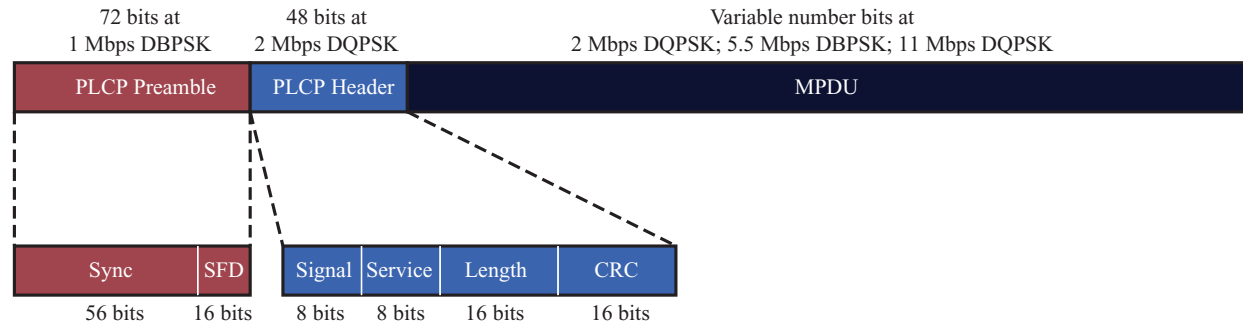 72 bits at
1 Mbps DBPSK
48 bits at
2 Mbps DQPSK
Variable number bits at
2 Mbps DQPSK; 5.5 Mbps DBPSK; 11 Mbps DQPSK
PLCP Preamble
PLCP Header
MPDU
Sync
SFD
Signal
Service
Length
CRC
56 bits
16 bits
8 bits
8 bits
16 bits
16 bits